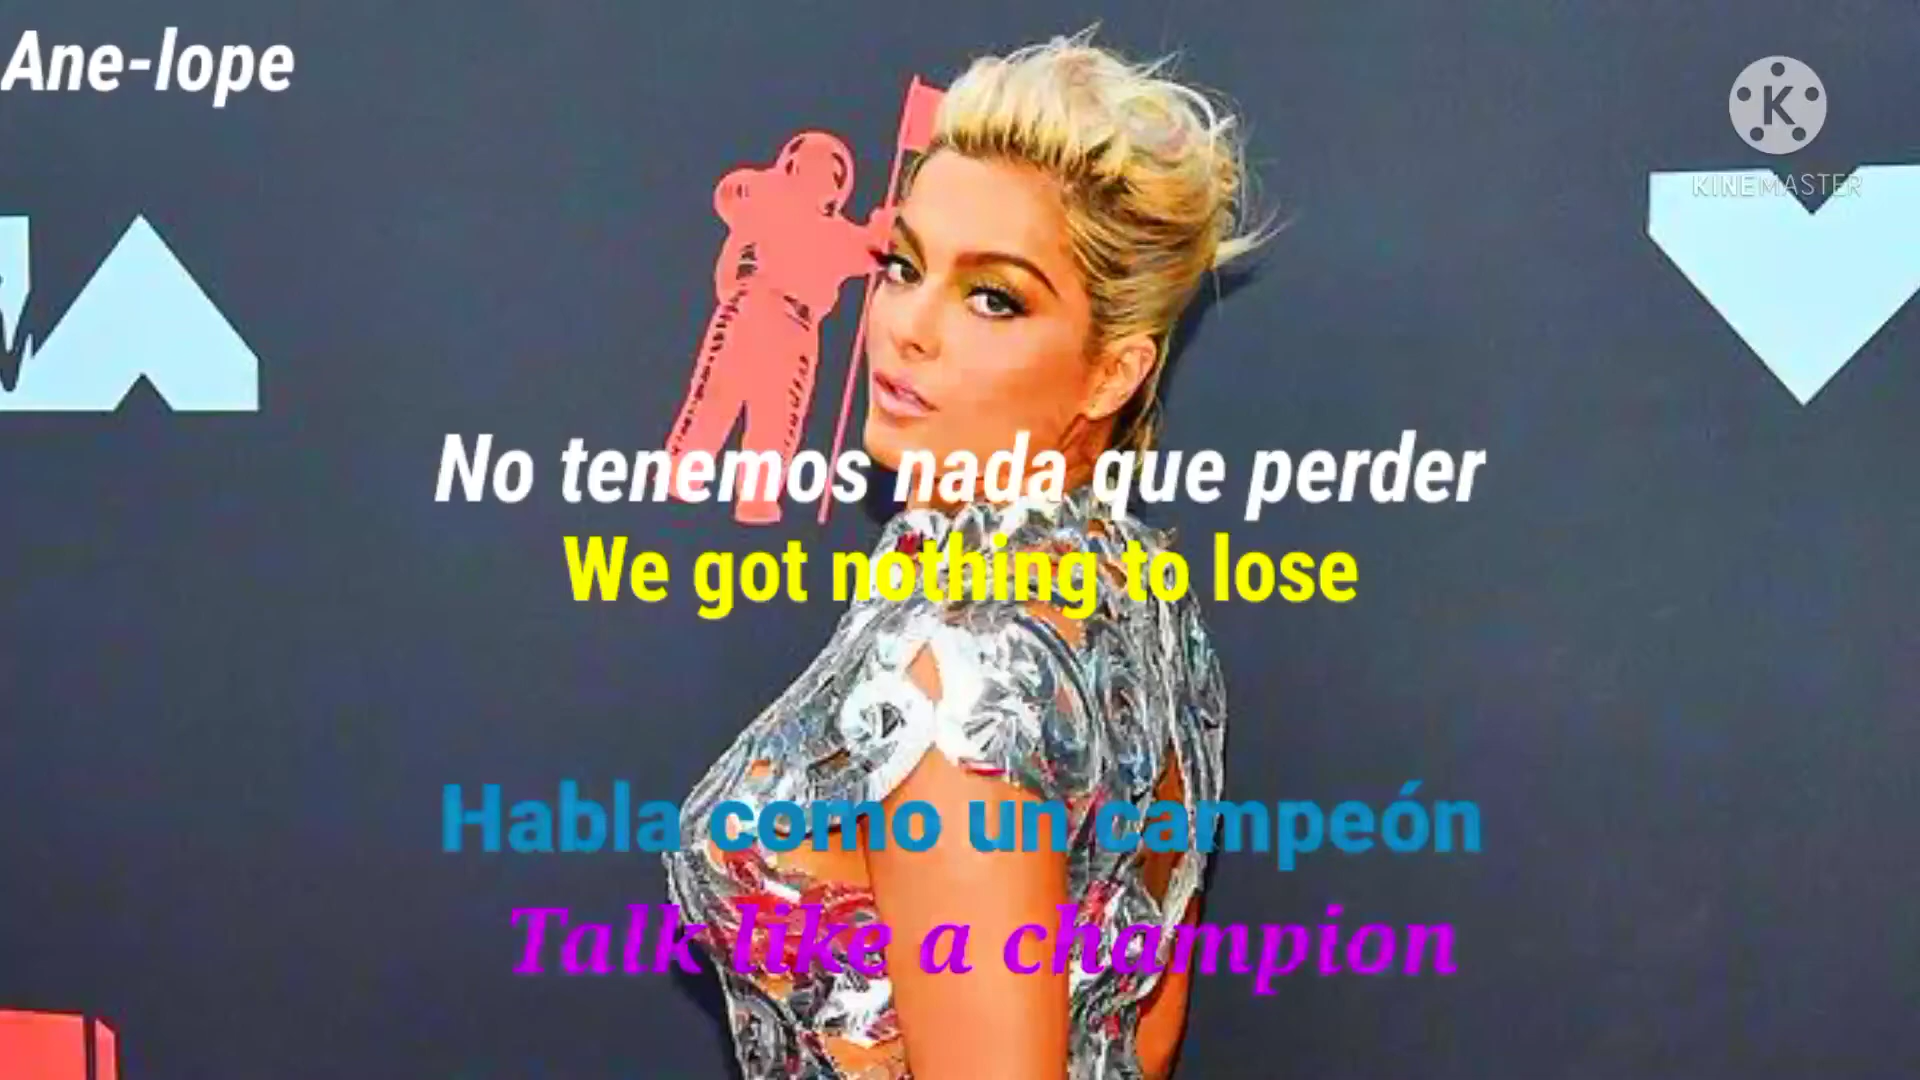 Ane-lope
KINEMASTER
No tenemos nada que perder
We got nothing to lose
Habla como un campeón
Talk like a champion